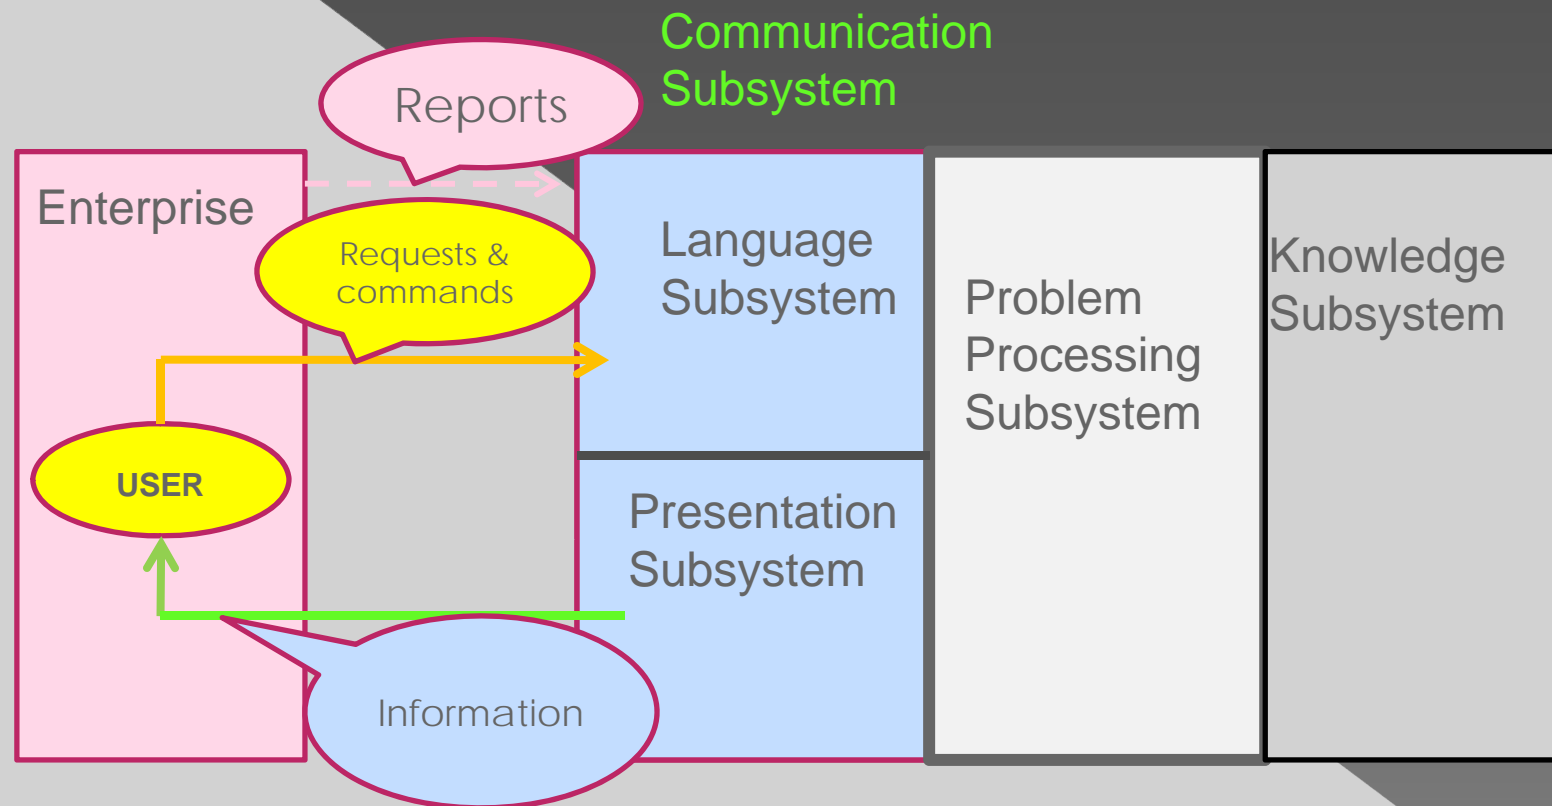 Communication
Subsystem
Reports
Enterprise
Requests &
commands
Language
Subsystem
Problem
Processing
Subsystem
Knowledge
Subsystem
USER
Presentation
Subsystem
Information